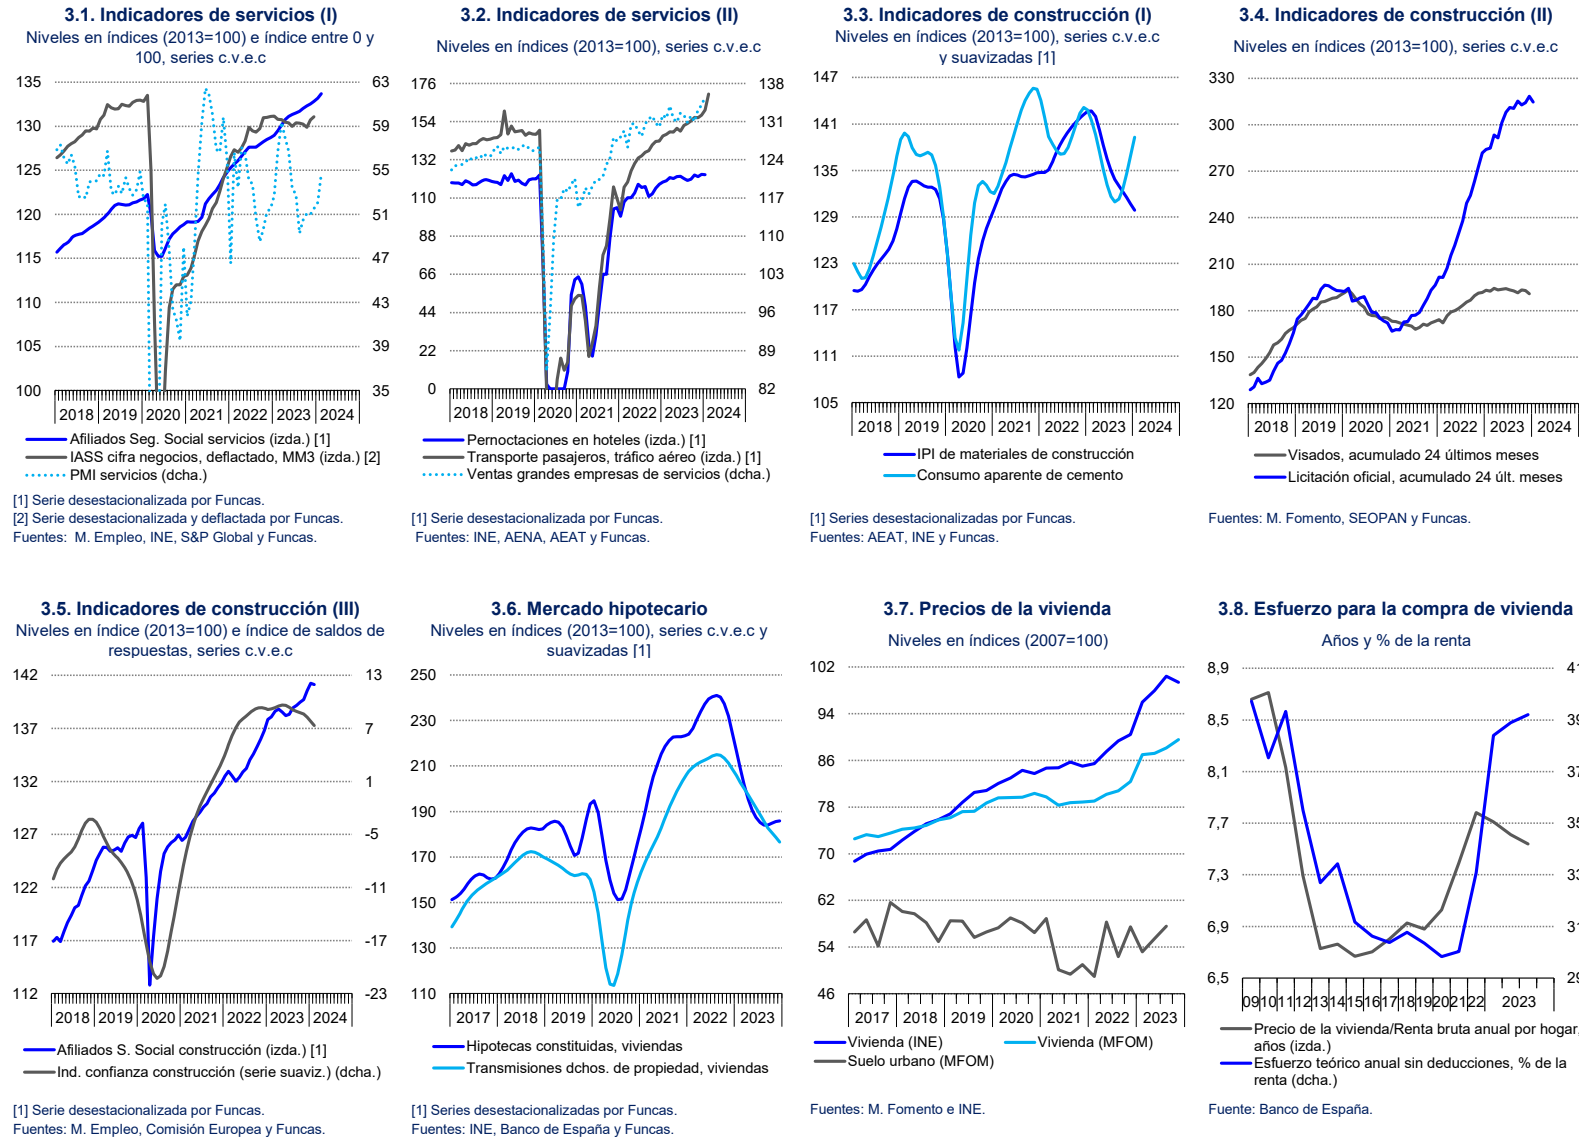 3.1. Indicadores de servicios (I)
Niveles en índices (2013=100) e índice entre 0 y
100, series c.v.e.c
135
130
125
120
115
110
105
100
63
59
55
51
47
43
39
35
2018 2019 2020 2021 2022 2023 2024
Afiliados Seg. Social servicios (izda.) [1]
IASS cifra negocios, deflactado, MM3 (izda.) [2]
PMI servicios (dcha.)
[1] Serie desestacionalizada por Funcas.
[2] Serie desestacionalizada y deflactada por Funcas.
Fuentes: M. Empleo, INE, S&P Global y Funcas.
3.2. Indicadores de servicios (II)
Niveles en índices (2013=100), series c.v.e.c
176
154
132
110
88
66
44
22
0
138
131
124
117
110
103
96
89
82
2018 2019 2020 2021 2022 2023 2024
Pernoctaciones en hoteles (izda.) [1]
Transporte pasajeros, tráfico aéreo (izda.) [1]
Ventas grandes empresas de servicios (dcha.)
[1] Serie desestacionalizada por Funcas.
Fuentes: INE, AENA, AEAT y Funcas.
3.3. Indicadores de construcción (I)
Niveles en índices (2013=100), series c.v.e.c
y suavizadas [1]
147
141
135
129
123
117
111
105
2018 2019 2020 2021 2022 2023 2024
IPI de materiales de construcción
Consumo aparente de cemento
[1] Series desestacionalizadas por Funcas.
Fuentes: AEAT, INE y Funcas.
3.4. Indicadores de construcción (II)
Niveles en índices (2013=100), series c.v.e.c
330
300
270
240
210
180
150
120
2018 2019 2020 2021 2022 2023 2024
Visados, acumulado 24 últimos meses
Licitación oficial, acumulado 24 últ. meses
Fuentes: M. Fomento, SEOPAN y Funcas.
3.5. Indicadores de construcción (III)
Niveles en índice (2013=100) e índice de saldos de
respuestas, series c.v.e.c
142
137
132
127
122
117
112
13
7
1
-5
-11
-17
-23
2018 2019 2020 2021 2022 2023 2024
Afiliados S. Social construcción (izda.) [1]
Ind. confianza construcción (serie suaviz.) (dcha.)
[1] Serie desestacionalizada por Funcas.
Fuentes: M. Empleo, Comisión Europea y Funcas.
3.6. Mercado hipotecario
Niveles en índices (2013=100), series c.v.e.c y
suavizadas [1]
250
230
210
190
170
150
130
110
2017 2018 2019 2020 2021 2022 2023
Hipotecas constituidas, viviendas
Transmisiones dchos. de propiedad, viviendas
[1] Series desestacionalizadas por Funcas.
Fuentes: INE, Banco de España y Funcas.
3.7. Precios de la vivienda
Niveles en índices (2007=100)
102
94
86
78
70
62
54
46
2017 2018 2019 2020 2021 2022 2023
Vivienda (INE) Vivienda (MFOM)
Suelo urbano (MFOM)
Fuentes: M. Fomento e INE.
3.8. Esfuerzo para la compra de vivienda
Años y % de la renta
8,9
8,5
8,1
7,7
7,3
6,9
6,5
41
39
37
35
33
31
29
09 10 11 12 13 14 15 16 17 18 19 20 21 22 2023
Precio de la vivienda/Renta bruta anual por hogar,
años (izda.)
Esfuerzo teórico anual sin deducciones, % de la
renta (dcha.)
Fuente: Banco de España.